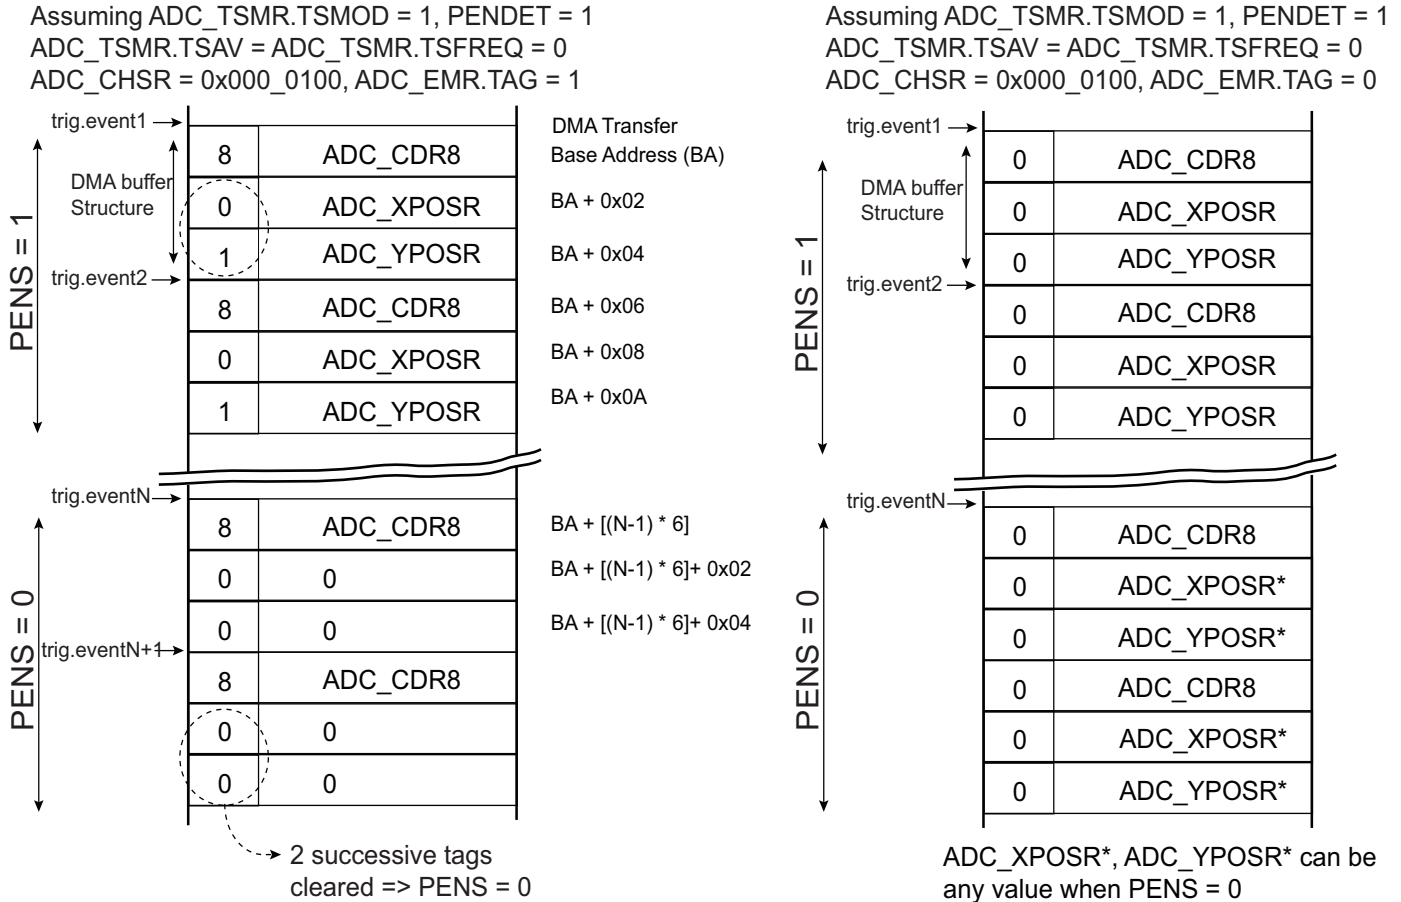 Assuming ADC_TSMR.TSMOD = 1, PENDET = 1
ADC_TSMR.TSAV = ADC_TSMR.TSFREQ = 0
ADC_CHSR = 0x000_0100, ADC_EMR.TAG = 1
trig.event1
DMA Transfer
8 ADC_CDR8 Base Address (BA)
DMA buffer
Structure
0 ADC_XPOSR BA + 0x02
1 ADC_YPOSR BA + 0x04
PENS = 1
trig.event2
8 ADC_CDR8 BA + 0x06
0 ADC_XPOSR BA + 0x08
1 ADC_YPOSR BA + 0x0A
trig.eventN
8 ADC_CDR8 BA + [(N-1) * 6]
0 0 BA + [(N-1) * 6]+ 0x02
0 0 BA + [(N-1) * 6]+ 0x04
PENS = 0
trig.eventN+1
8 ADC_CDR8
0 0
0 0
2 successive tags
cleared => PENS = 0
Assuming ADC_TSMR.TSMOD = 1, PENDET = 1
ADC_TSMR.TSAV = ADC_TSMR.TSFREQ = 0
ADC_CHSR = 0x000_0100, ADC_EMR.TAG = 0
trig.event1
0 ADC_CDR8
DMA buffer
Structure
0 ADC_XPOSR
0 ADC_YPOSR
PENS = 1
trig.event2
0 ADC_CDR8
0 ADC_XPOSR
0 ADC_YPOSR
trig.eventN
0 ADC_CDR8
0 ADC_XPOSR*
0 ADC_YPOSR*
PENS = 0
0 ADC_CDR8
0 ADC_XPOSR*
0 ADC_YPOSR*
ADC_XPOSR*, ADC_YPOSR* can be
any value when PENS = 0